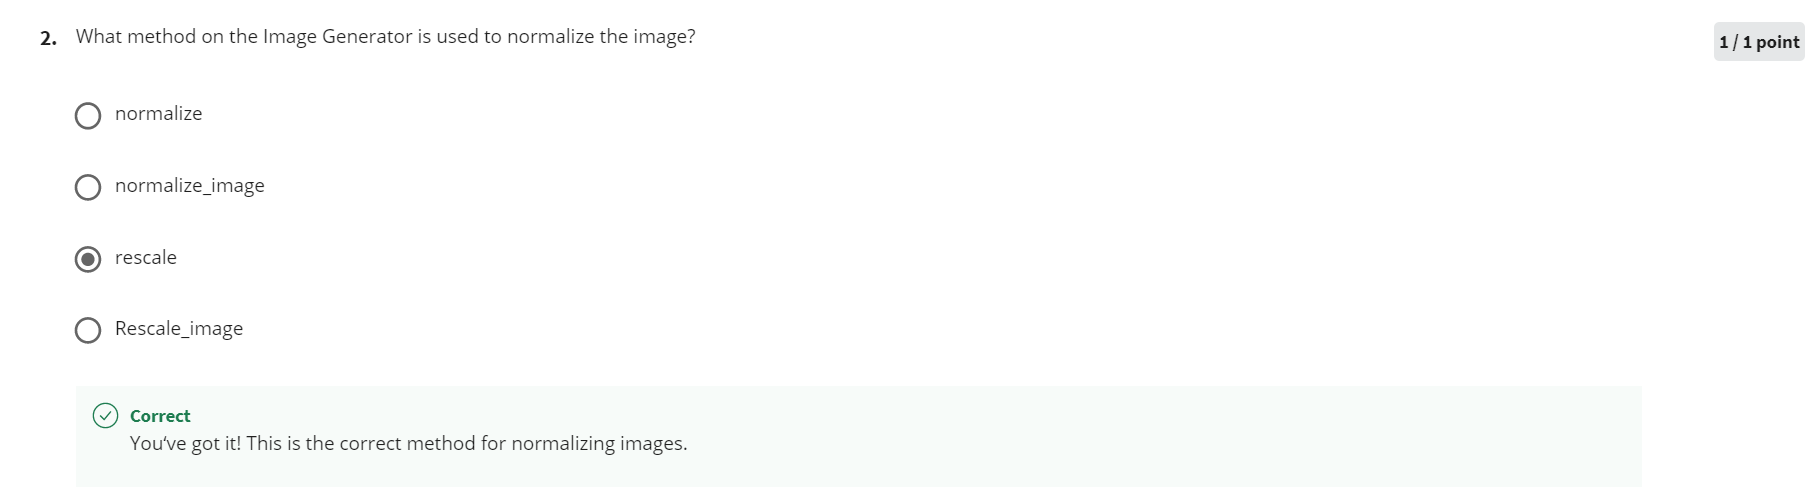 2. What method on the Image Generator is used to normalize the image?
1 / 1 point
normalize
normalize_image
rescale
Rescale_image
Correct
You‘ve got it! This is the correct method for normalizing images.